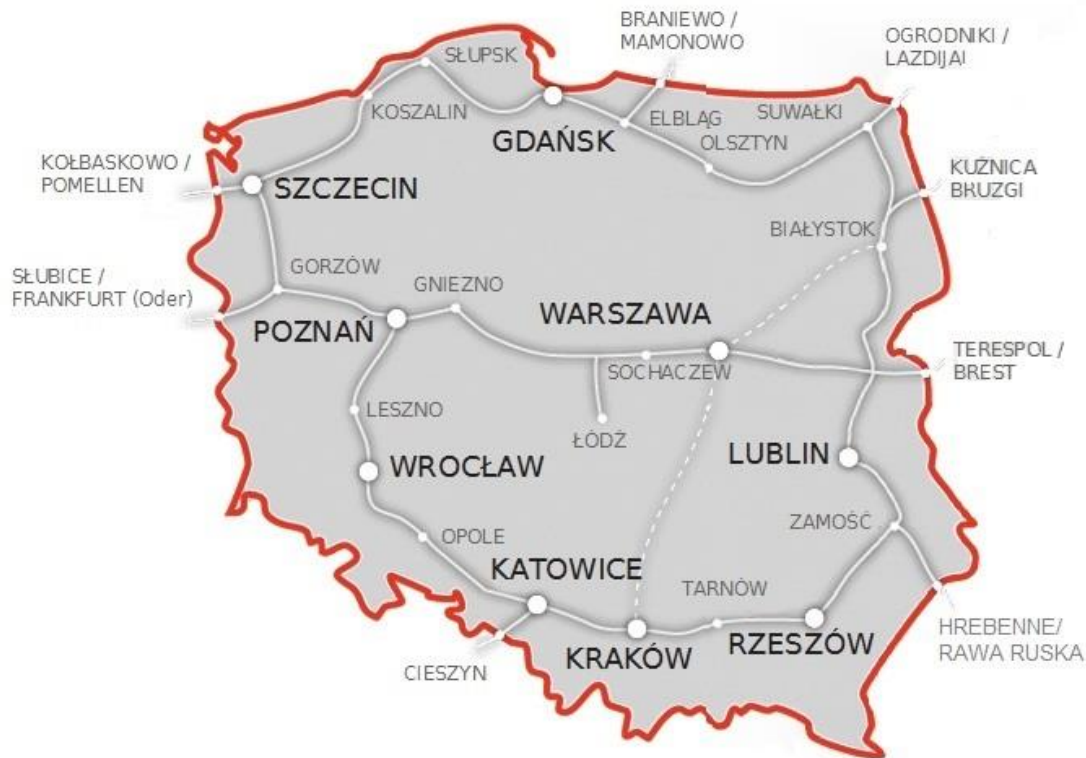 BRANIEWO /
MAMONOWO
OGRODNIKI /
LAZDIJAI
SŁUPSK
KOSZALIN
GDAŃSK
ELBLĄG
OLSZTYN
SUWAŁKI
KOŁBASKOWO /
POMELLEN
SZCZECIN
KUŹNICA
BRUZGI
BIAŁYSTOK
SŁUBICE /
FRANKFURT (Oder)
GORZÓW
GNIEZNO
POZNAŃ
WARSZAWA
SOCHACZEW
TERESPOL /
BREST
LESZNO
ŁÓDŹ
WROCŁAW
LUBLIN
OPOLE
ZAMOŚĆ
KATOWICE
TARNÓW
CIESZYN
KRAKÓW
RZESZÓW
HREBENNE/
RAWA RUSKA